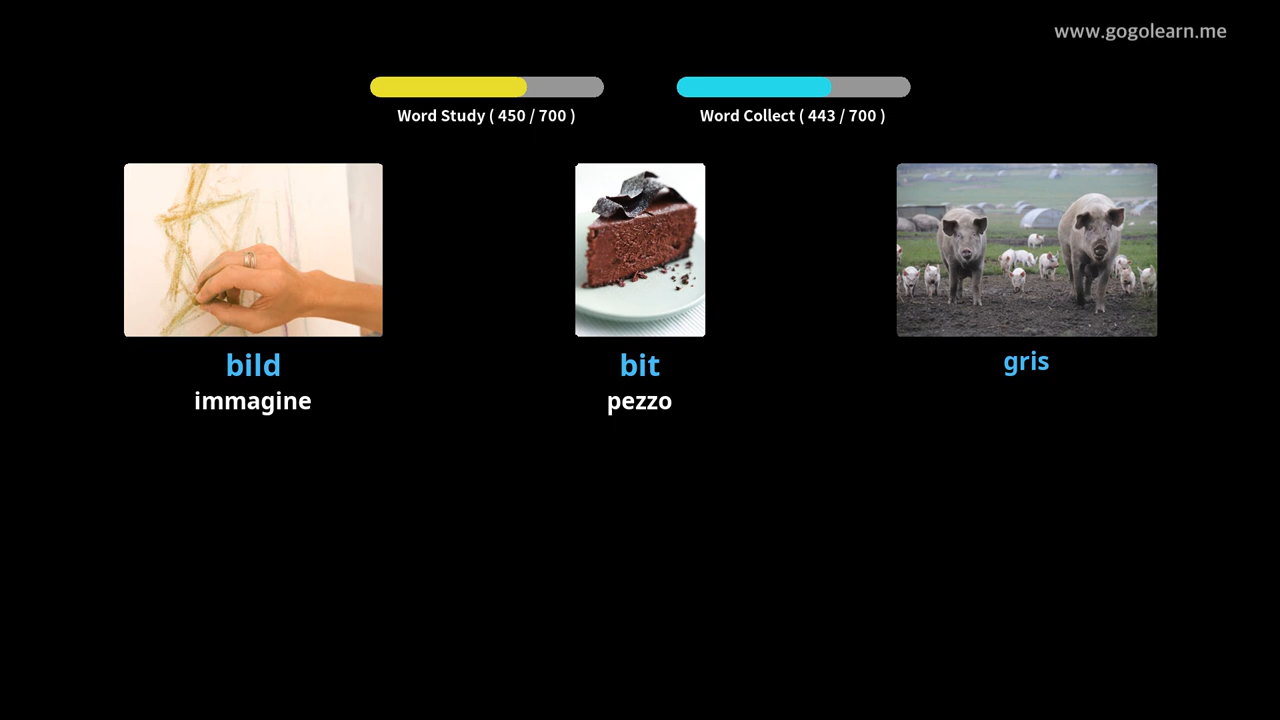 www.gogolearn.me
Word Study ( 450 / 700 )
Word Collect ( 443 / 700 )
bild
immagine
bit
pezzo
gris